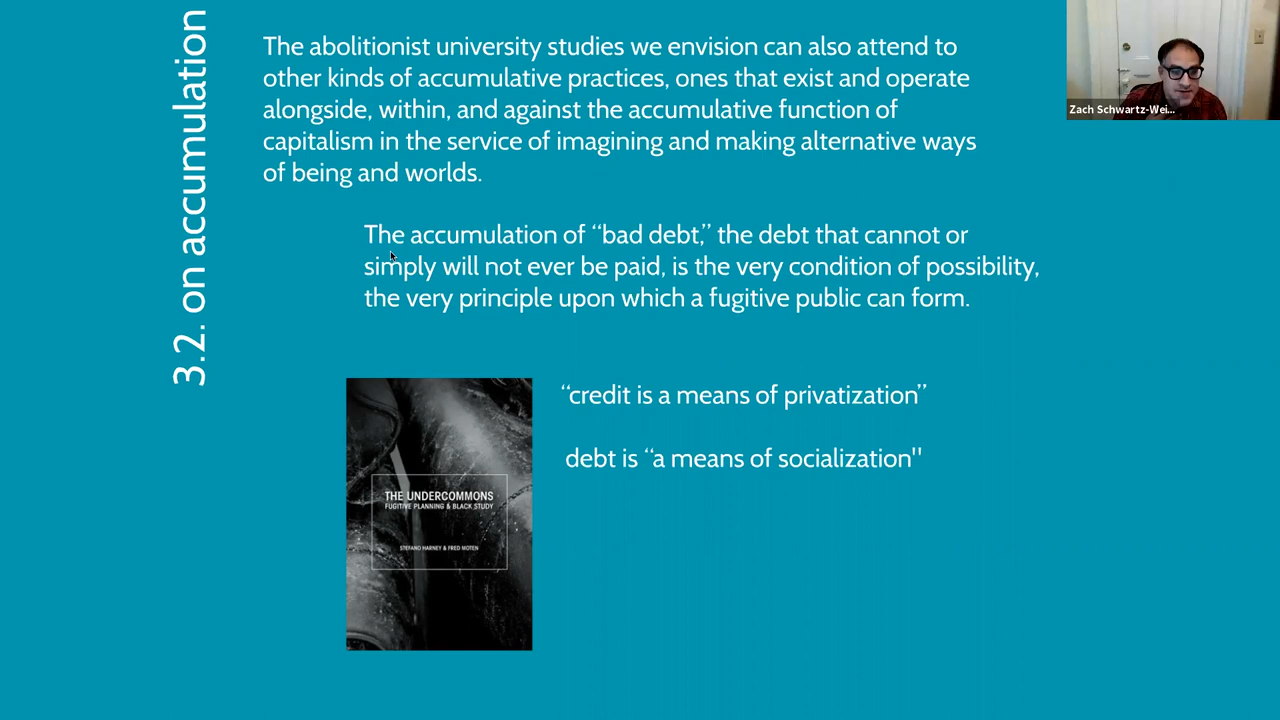 3.2. on accumulation
The abolitionist university studies we envision can also attend to
other kinds of accumulative practices, ones that exist and operate
alongside, within, and against the accumulative function of
capitalism in the service of imagining and making alternative ways
of being and worlds.
Zach Schwartz-Wei...
The accumulation of “bad debt,” the debt that cannot or
simply will not ever be paid, is the very condition of possibility,
the very principle upon which a fugitive public can form.
THE UNDERCOMMONS
FUGITIVE PLANNING & BLACK STUDY
STEFANO HARNEY & FRED MOTEN
“credit is a means of privatization”
debt is “a means of socialization"